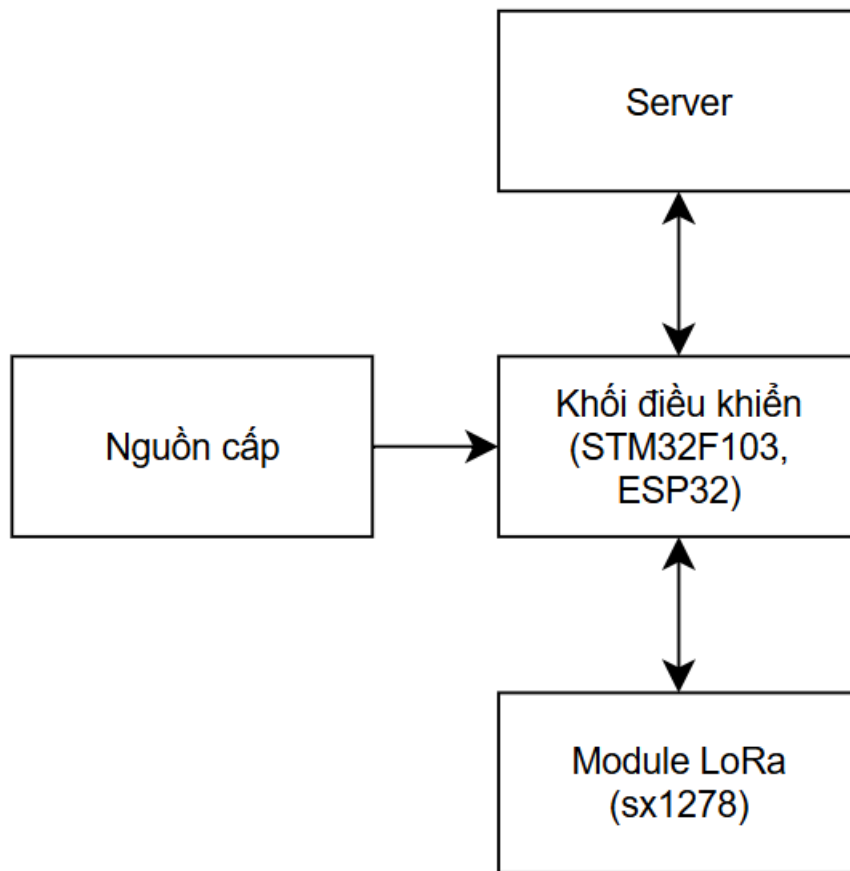 Server
Nguồn cấp
Khối điều khiển
(STM32F103,
ESP32)
Module LoRa
(sx1278)